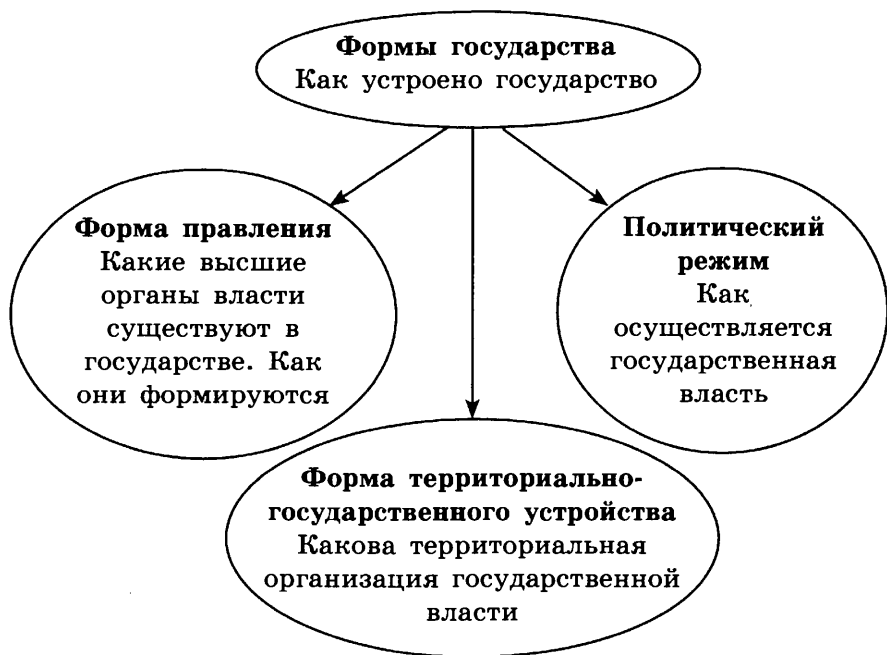 Формы государства
Как устроено государство
Форма правления
Какие высшие
органы власти
существуют в
государстве. Как
они формируются
Политический
режим
Как
осуществляется
государственная
власть
Форма территориально-
государственного устройства
Какова территориальная
организация государственной
власти